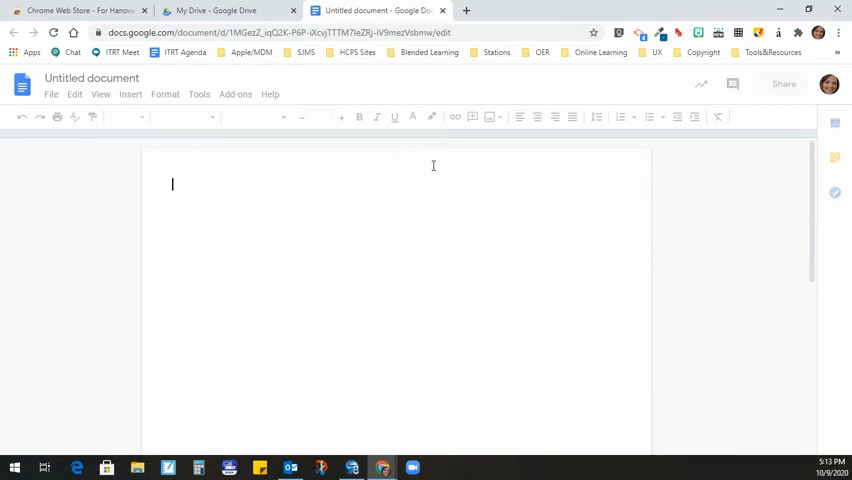 Chrome Web Store - For Hanov
My Drive - Google Drive
Untitled document - Google Do
docs.google.com/document/d/1MGezZ_iqQ2K-P6P-iXcvjTTTM7IeZRj-iV9mezVsbmw/edit
Apps
Chat
ITRT Meet
ITRT Agenda
Apple/MDM
SJMS
HCPS Sites
Blended Learning
Stations
OER
Online Learning
UX
Copyright
Tools&Resources
Untitled document
Share
File Edit View Insert Format Tools Add-ons Help
5:13 PM
10/9/2020